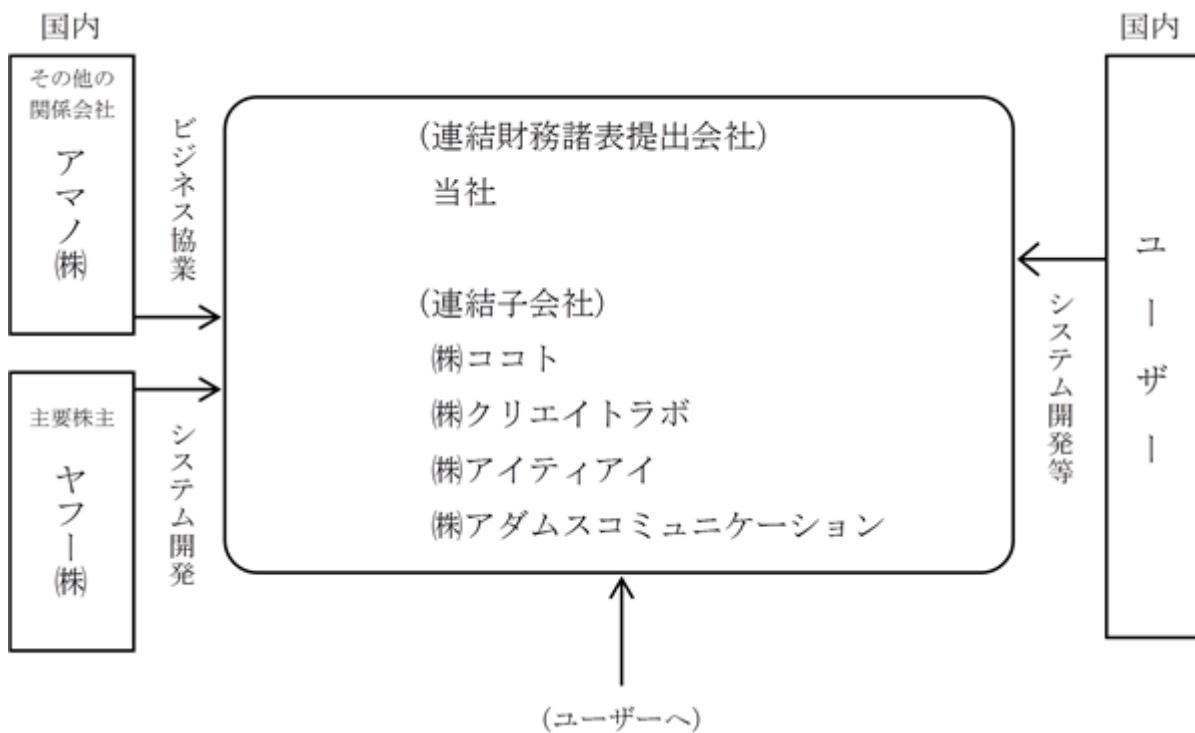 国内
その他の
関係会社
アマノ㈱
ビジネス協業
主要株主
ヤフー㈱
システム開発
(連結財務諸表提出会社)
当社
(連結子会社)
㈱ココト
㈱クリエイトラボ
㈱アイティアイ
㈱アダムスコミュニケーション
(ユーザーへ)
システム開発等
国内
ユーザー